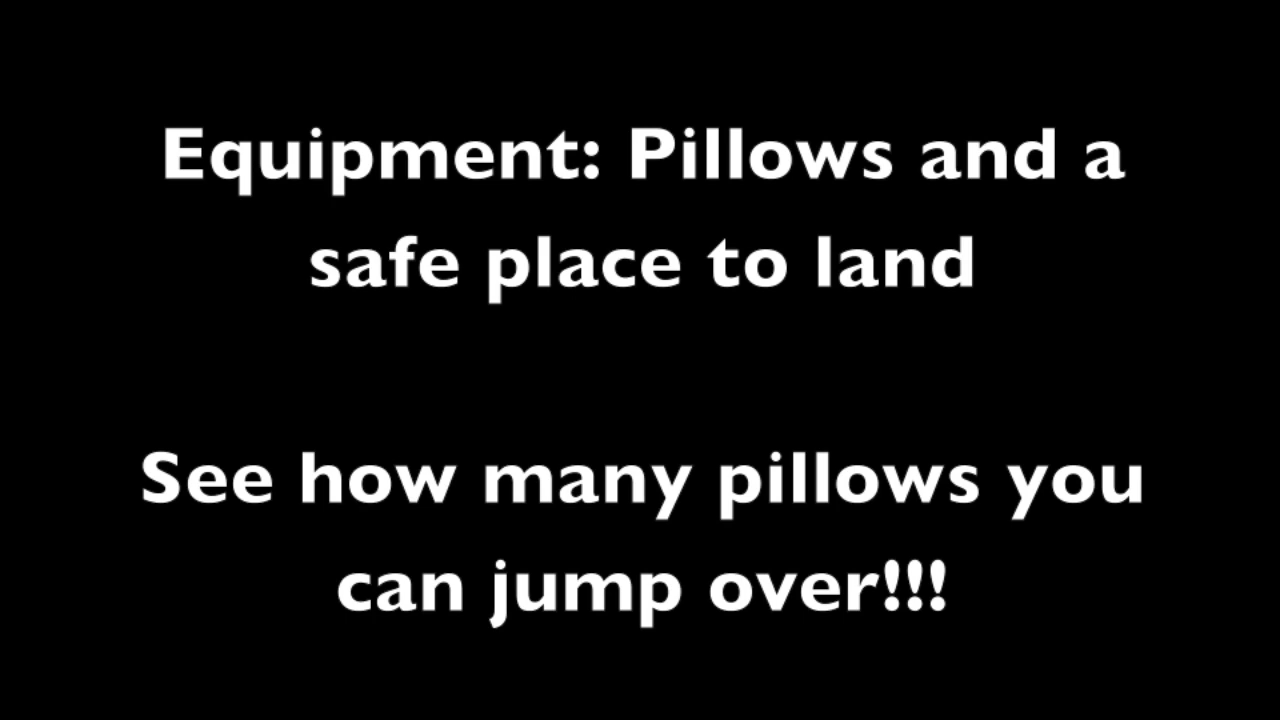 Equipment: Pillows and a
safe place to land
See how many pillows you
can jump over!!!